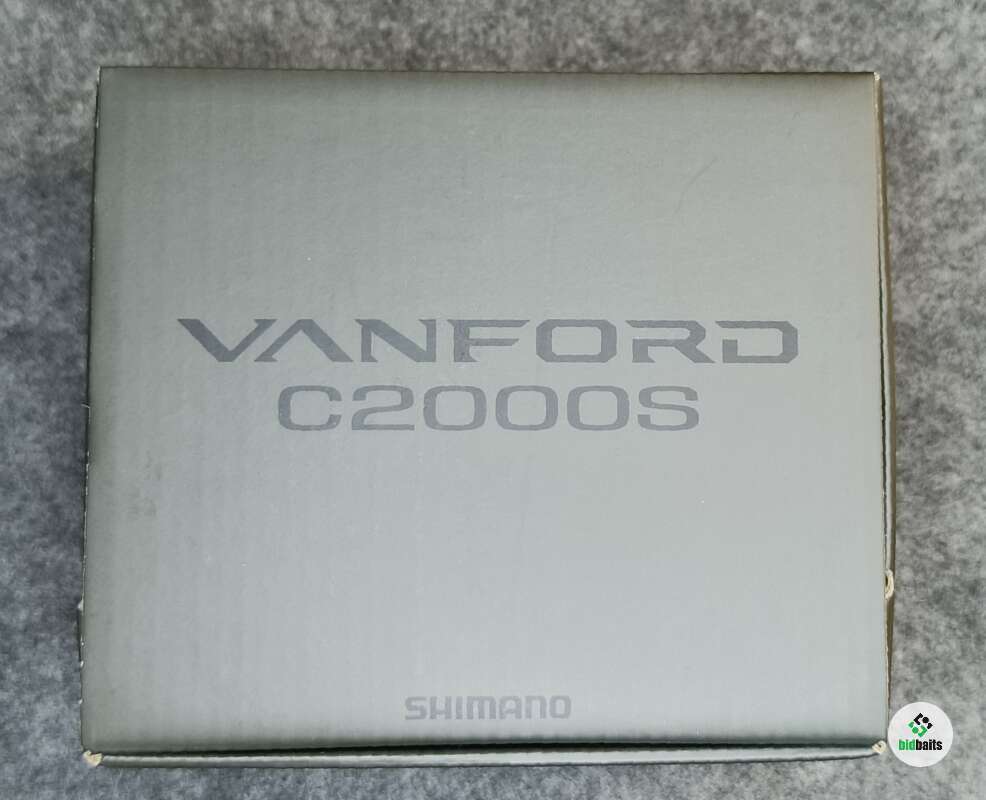 VANFORD
C2000S
SHIMANO
bidbaits